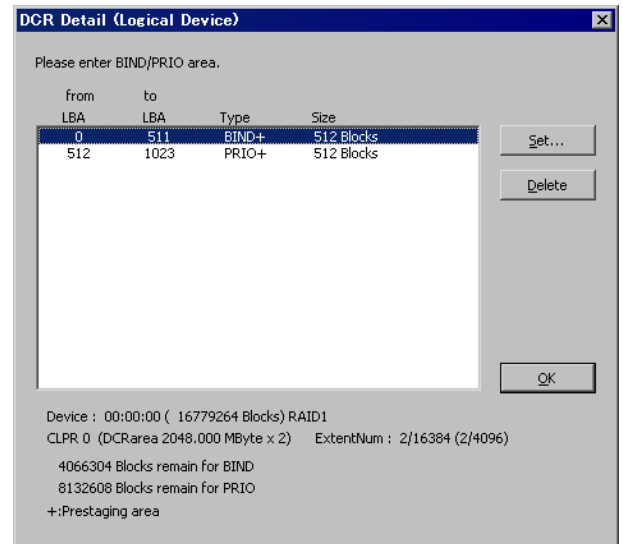 DCR Detail (Logical Device)
Please enter BIND/PRIO area.
from to
LBA LBA Type Size
0 511 BIND+ 512 Blocks
512 1023 PRIO+ 512 Blocks
Set...
Delete
OK
Device : 00:00:00 ( 16779264 Blocks) RAID1
CLPR 0 (DCRarea 2048.000 MByte x 2) ExtentNum : 2/16384 (2/4096)
4066304 Blocks remain for BIND
8132608 Blocks remain for PRIO
+:Prestaging area